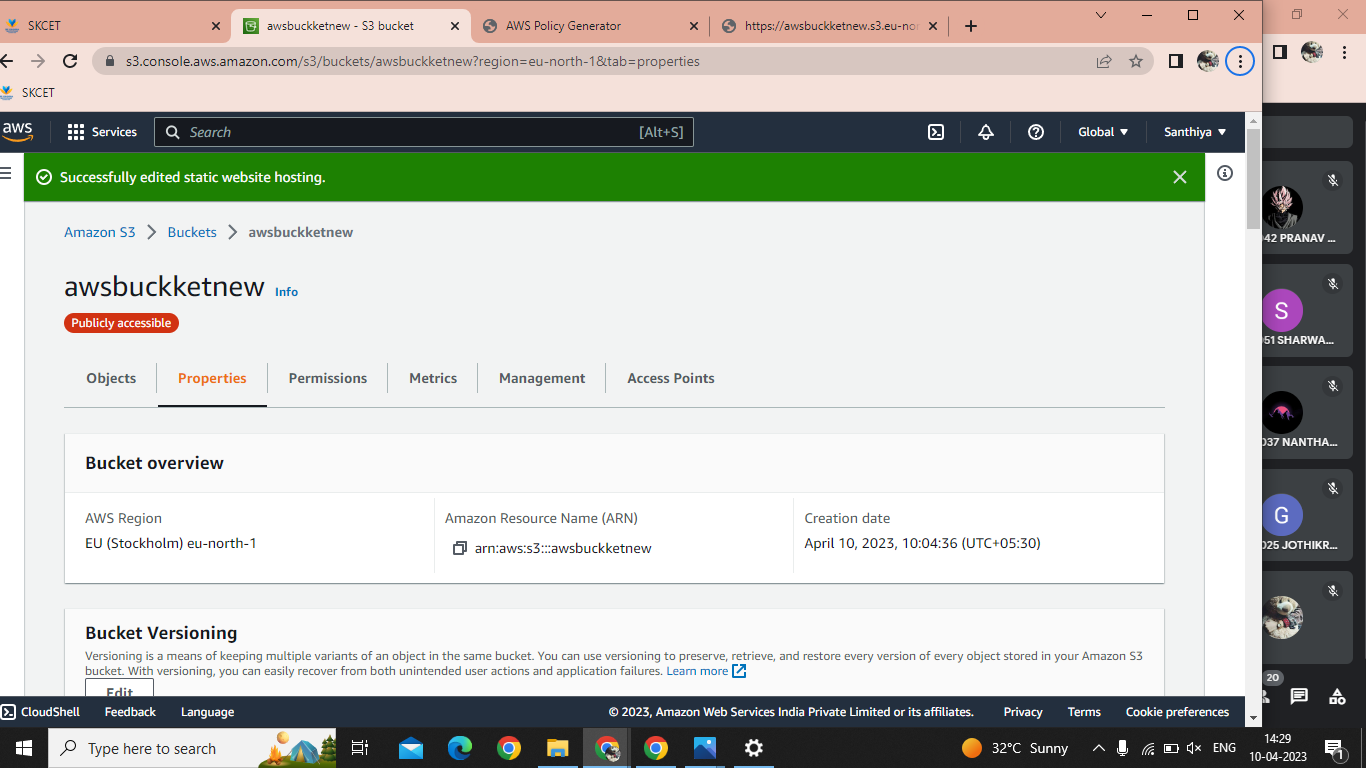 SKCET
awsbuckketnew - S3 bucket
AWS Policy Generator
https://awsbuckketnew.s3.eu-nor
s3.console.aws.amazon.com/s3/buckets/awsbuckketnew?region=eu-north-1&tab=properties
SKCET
aws
Services
Search
[Alt+S]
Global
Santhiya
Successfully edited static website hosting.
Amazon S3
Buckets
awsbuckketnew
awsbuckketnew
Info
Publicly accessible
Objects
Properties
Permissions
Metrics
Management
Access Points
Bucket overview
AWS Region
EU (Stockholm) eu-north-1
Amazon Resource Name (ARN)
arn:aws:s3:::awsbuckketnew
Creation date
April 10, 2023, 10:04:36 (UTC+05:30)
Bucket Versioning
Versioning is a means of keeping multiple variants of an object in the same bucket. You can use versioning to preserve, retrieve, and restore every version of every object stored in your Amazon S3
bucket. With versioning, you can easily recover from both unintended user actions and application failures. Learn more
Edit
042 PRANAV ...
S
051 SHARWA...
037 NANTHA...
G
025 JOTHIKR...
20
CloudShell
Feedback
Language
© 2023, Amazon Web Services India Private Limited or its affiliates.
Privacy
Terms
Cookie preferences
Type here to search
32°C Sunny
ENG
14:29
10-04-2023
1